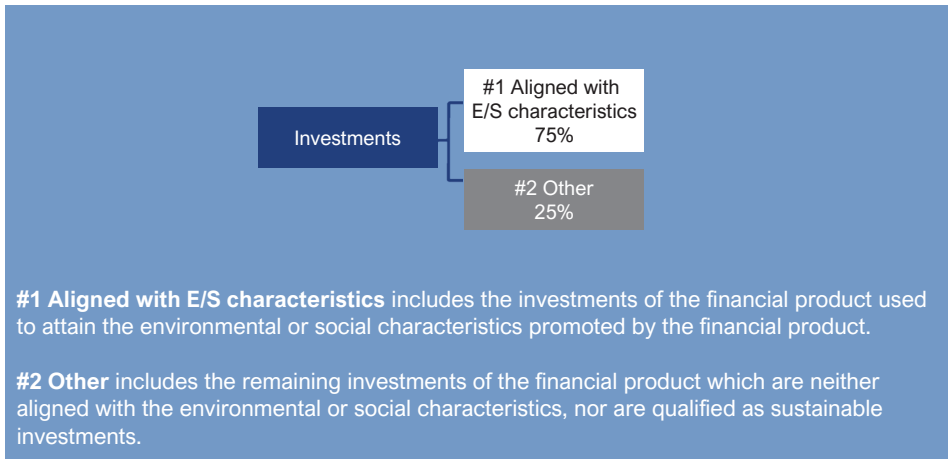 Investments
#1 Aligned with
E/S characteristics
75%
#2 Other
25%
#1 Aligned with E/S characteristics includes the investments of the financial product used
to attain the environmental or social characteristics promoted by the financial product.
#2 Other includes the remaining investments of the financial product which are neither
aligned with the environmental or social characteristics, nor are qualified as sustainable
investments.